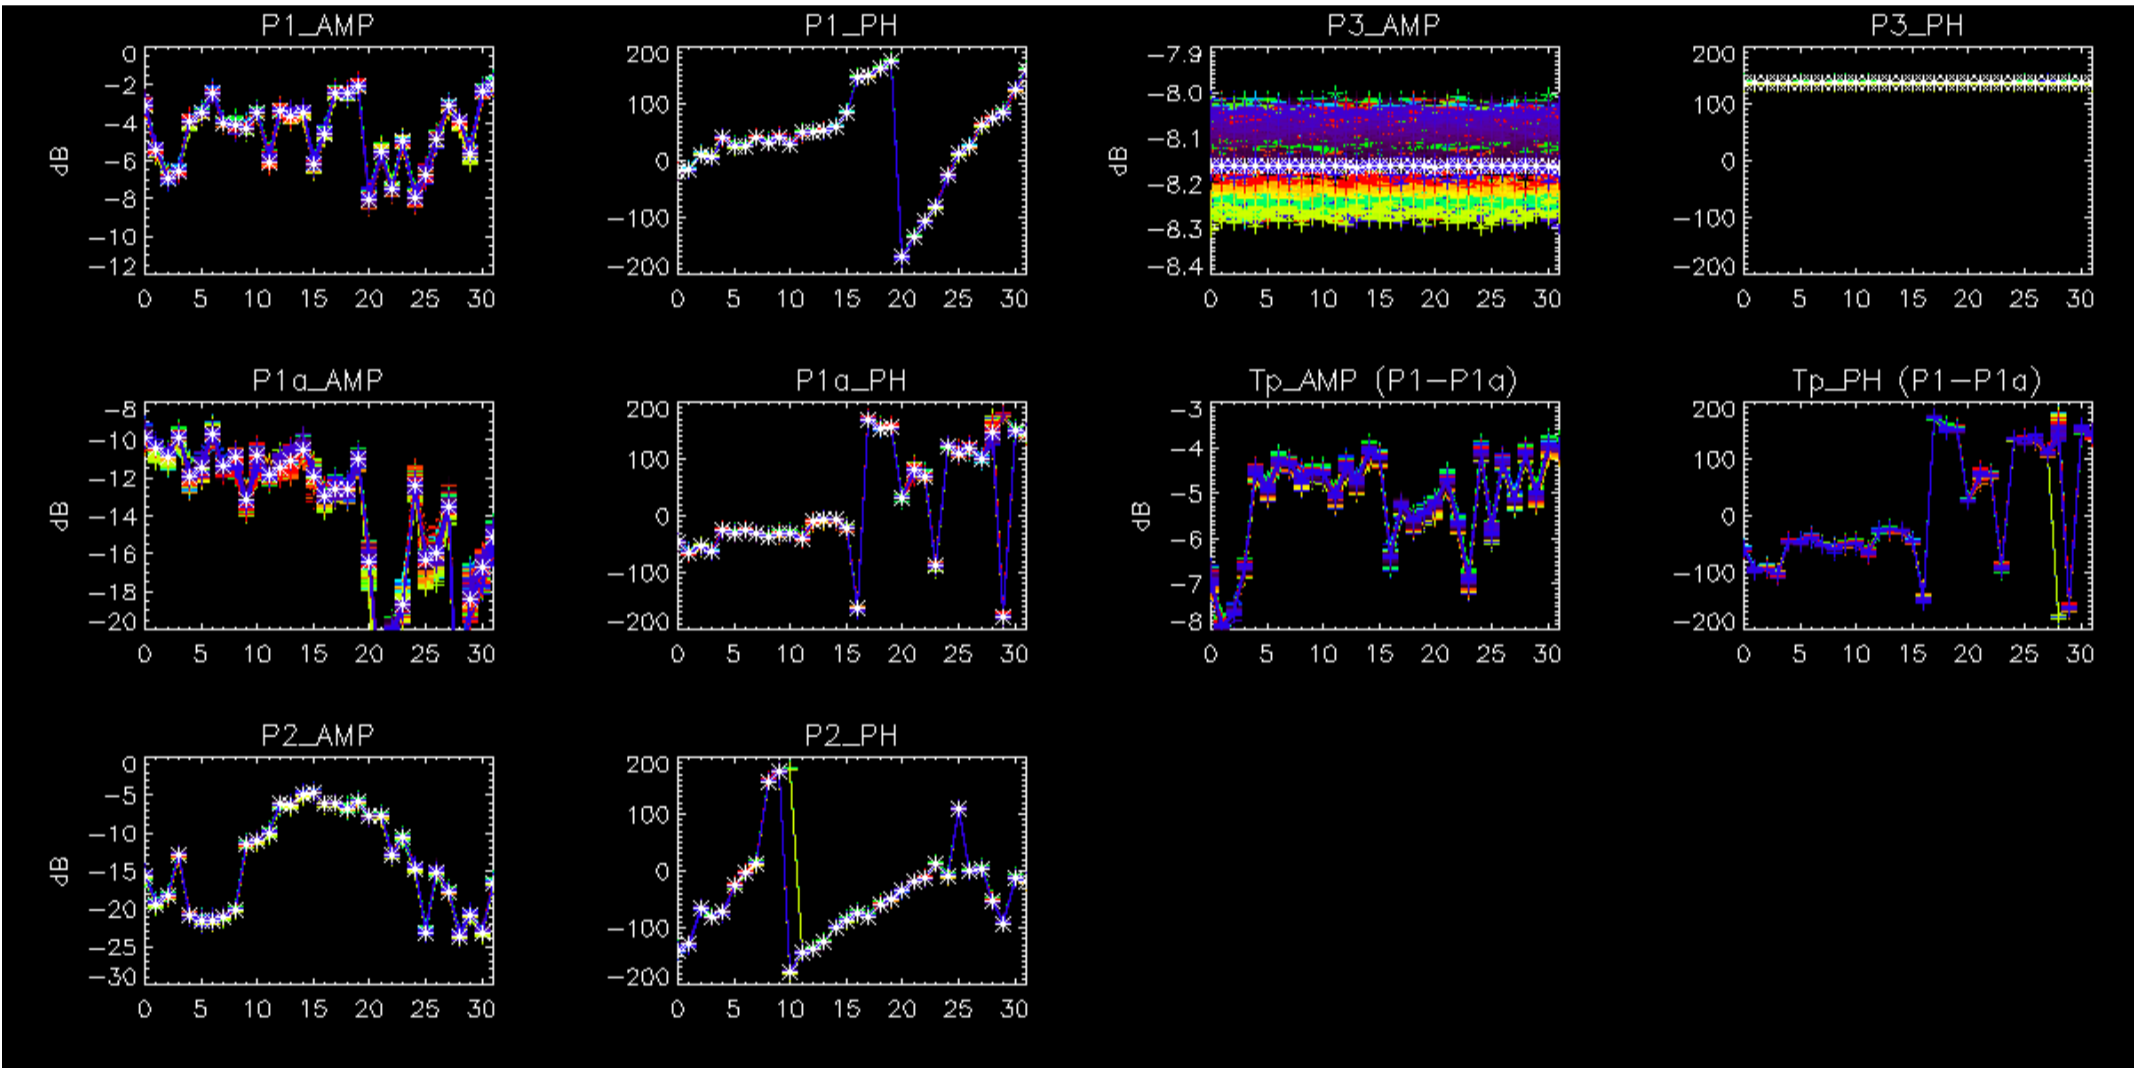 P1_AMP
P1_PH
P3_AMP
P3_PH
dB
0
-2
-4
-6
-8
-10
-12
0 5 10 15 20 25 30
200
100
0
-100
-200
0 5 10 15 20 25 30
dB
-7.9
-8.0
-8.1
-8.2
-8.3
-8.4
0 5 10 15 20 25 30
200
100
0
-100
-200
0 5 10 15 20 25 30
P1a_AMP
P1a_PH
Tp_AMP (P1-P1a)
Tp_PH (P1-P1a)
dB
-8
-10
-12
-14
-16
-18
-20
0 5 10 15 20 25 30
200
100
0
-100
-200
0 5 10 15 20 25 30
dB
-3
-4
-5
-6
-7
-8
0 5 10 15 20 25 30
200
100
0
-100
-200
0 5 10 15 20 25 30
P2_AMP
P2_PH
dB
0
-5
-10
-15
-20
-25
-30
0 5 10 15 20 25 30
200
100
0
-100
-200
0 5 10 15 20 25 30